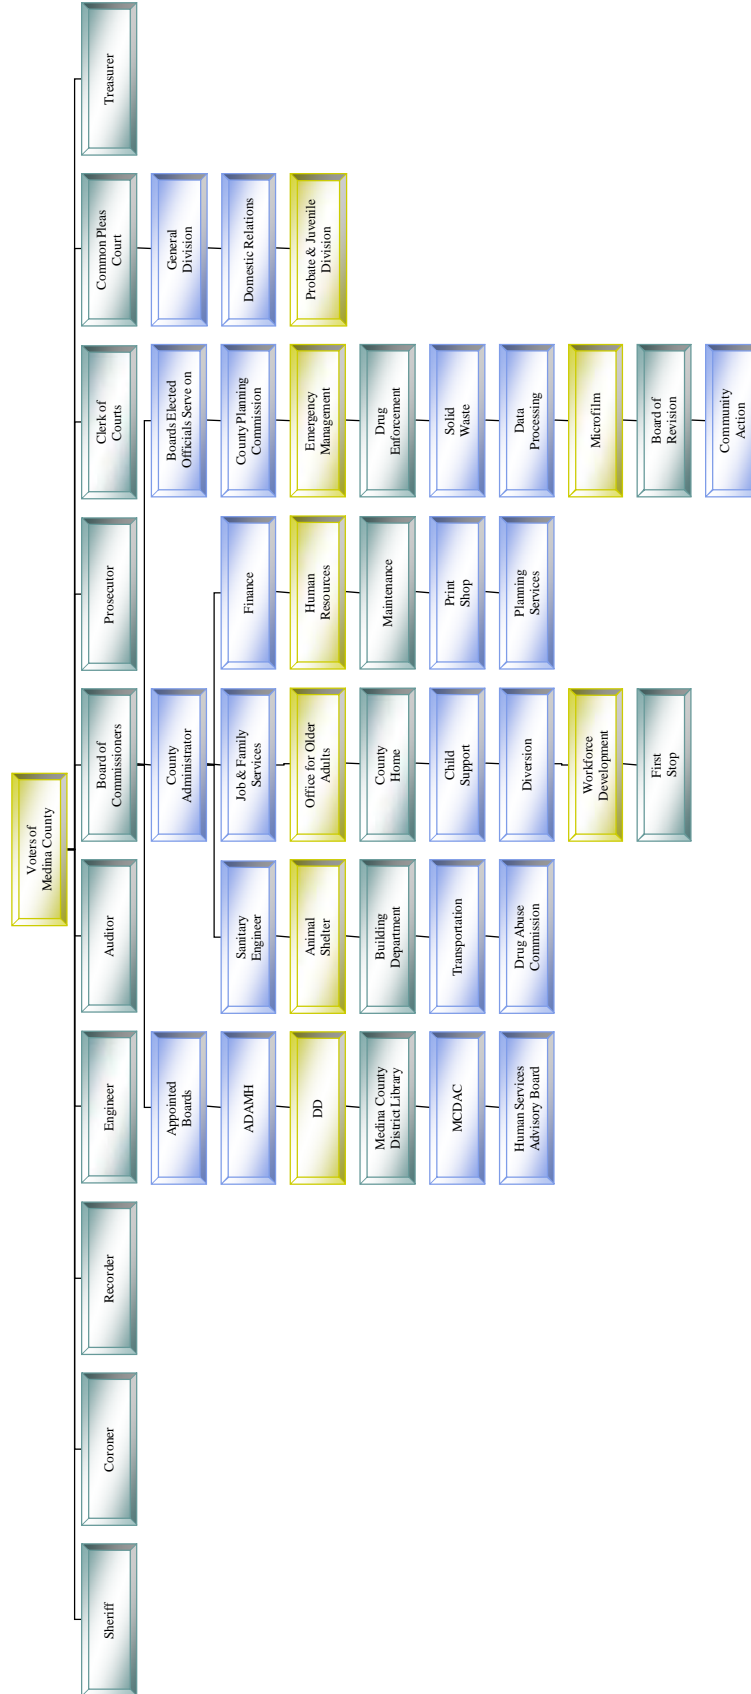 Voters of
Medina County
Sheriff
Coroner
Recorder
Engineer
Auditor
Board of
Commissioners
Prosecutor
Clerk of
Courts
Common Pleas
Court
Treasurer
Appointed
Boards
County
Administrator
Boards Elected
Officials Serve on
General
Division
ADAMH
Sanitary
Engineer
Job & Family
Services
Finance
County Planning
Commission
Domestic Relations
DD
Animal
Shelter
Office for Older
Adults
Human
Resources
Emergency
Management
Probate & Juvenile
Division
Medina County
District Library
Building
Department
County
Home
Maintenance
Drug
Enforcement
MCDAC
Transportation
Child
Support
Print
Shop
Solid
Waste
Human Services
Advisory Board
Drug Abuse
Commission
Diversion
Planning
Services
Data
Processing
Workforce
Development
Microfilm
First
Stop
Board of
Revision
Community
Action